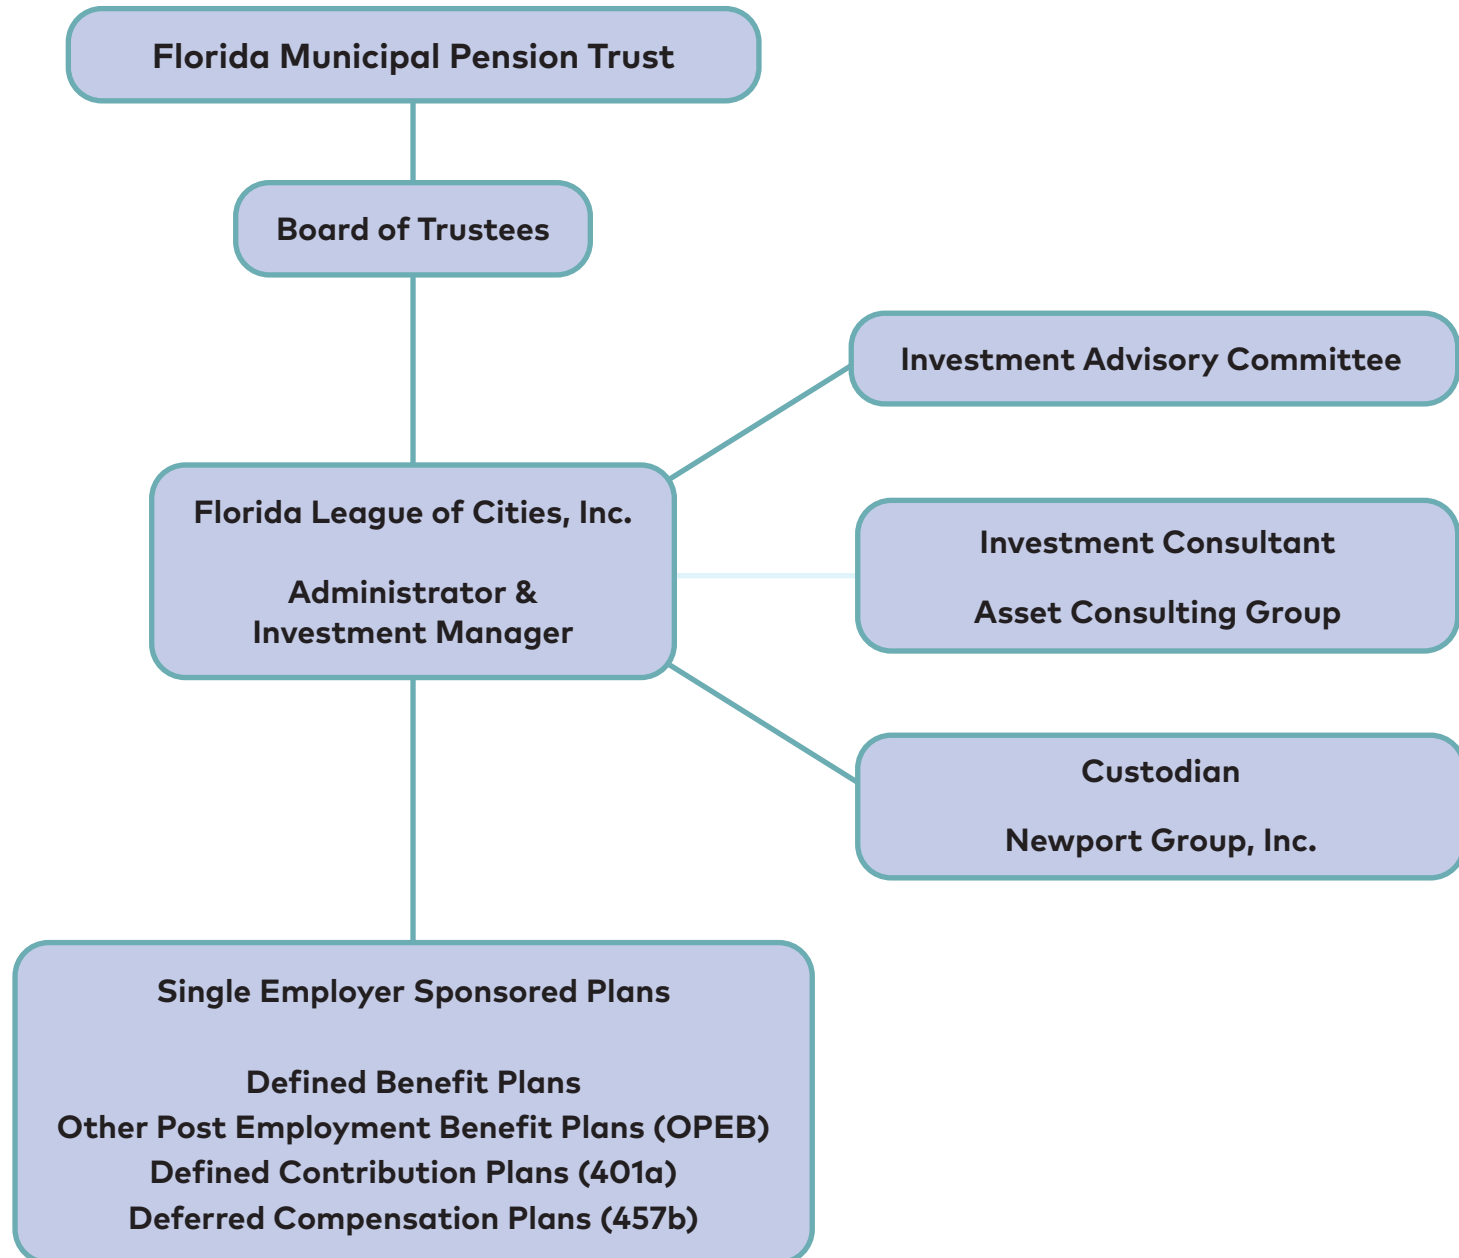 Florida Municipal Pension Trust
Board of Trustees
Investment Advisory Committee
Florida League of Cities, Inc.
Administrator &
Investment Manager
Investment Consultant
Asset Consulting Group
Custodian
Newport Group, Inc.
Single Employer Sponsored Plans
Defined Benefit Plans
Other Post Employment Benefit Plans (OPEB)
Defined Contribution Plans (401a)
Deferred Compensation Plans (457b)